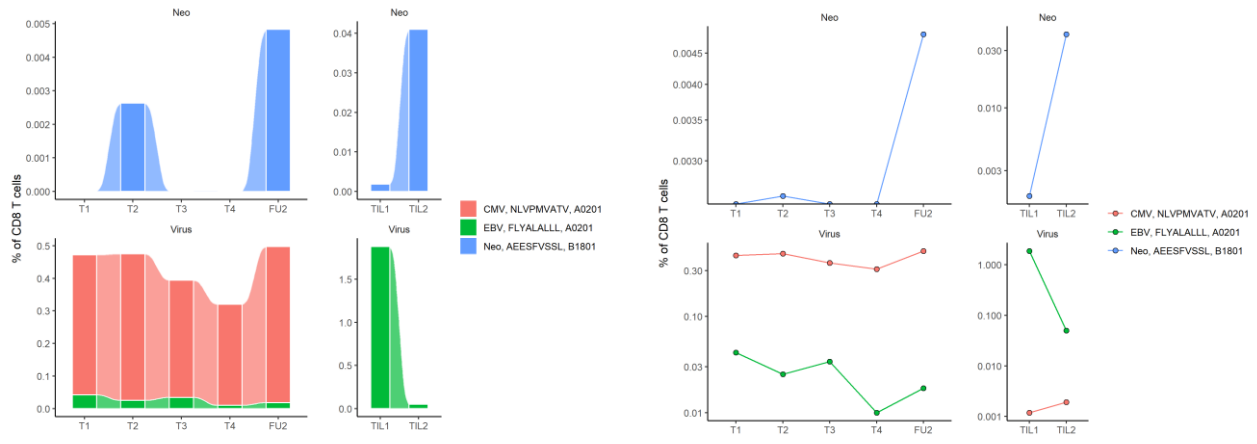 Neo
Neo
0.005
0.004
0.003
0.002
0.001
0.000
T1 T2 T3 T4 FU2
0.04
0.03
0.02
0.01
0.00
TIL1 TIL2
% of CD8 T cells
Virus
Virus
0.5
0.4
0.3
0.2
0.1
0.0
T1 T2 T3 T4 FU2
1.5
1.0
0.5
0.0
TIL1 TIL2
CMV, NLVPMVATV, A0201
EBV, FLYALALLL, A0201
Neo, AEESFVSSL, B1801
Neo
Neo
0.0045
0.0040
0.0035
0.0030
T1 T2 T3 T4 FU2
0.030
0.010
0.003
TIL1 TIL2
% of CD8 T cells
Virus
Virus
0.30
0.10
0.03
0.01
T1 T2 T3 T4 FU2
1.000
0.100
0.010
0.001
TIL1 TIL2
CMV, NLVPMVATV, A0201
EBV, FLYALALLL, A0201
Neo, AEESFVSSL, B1801